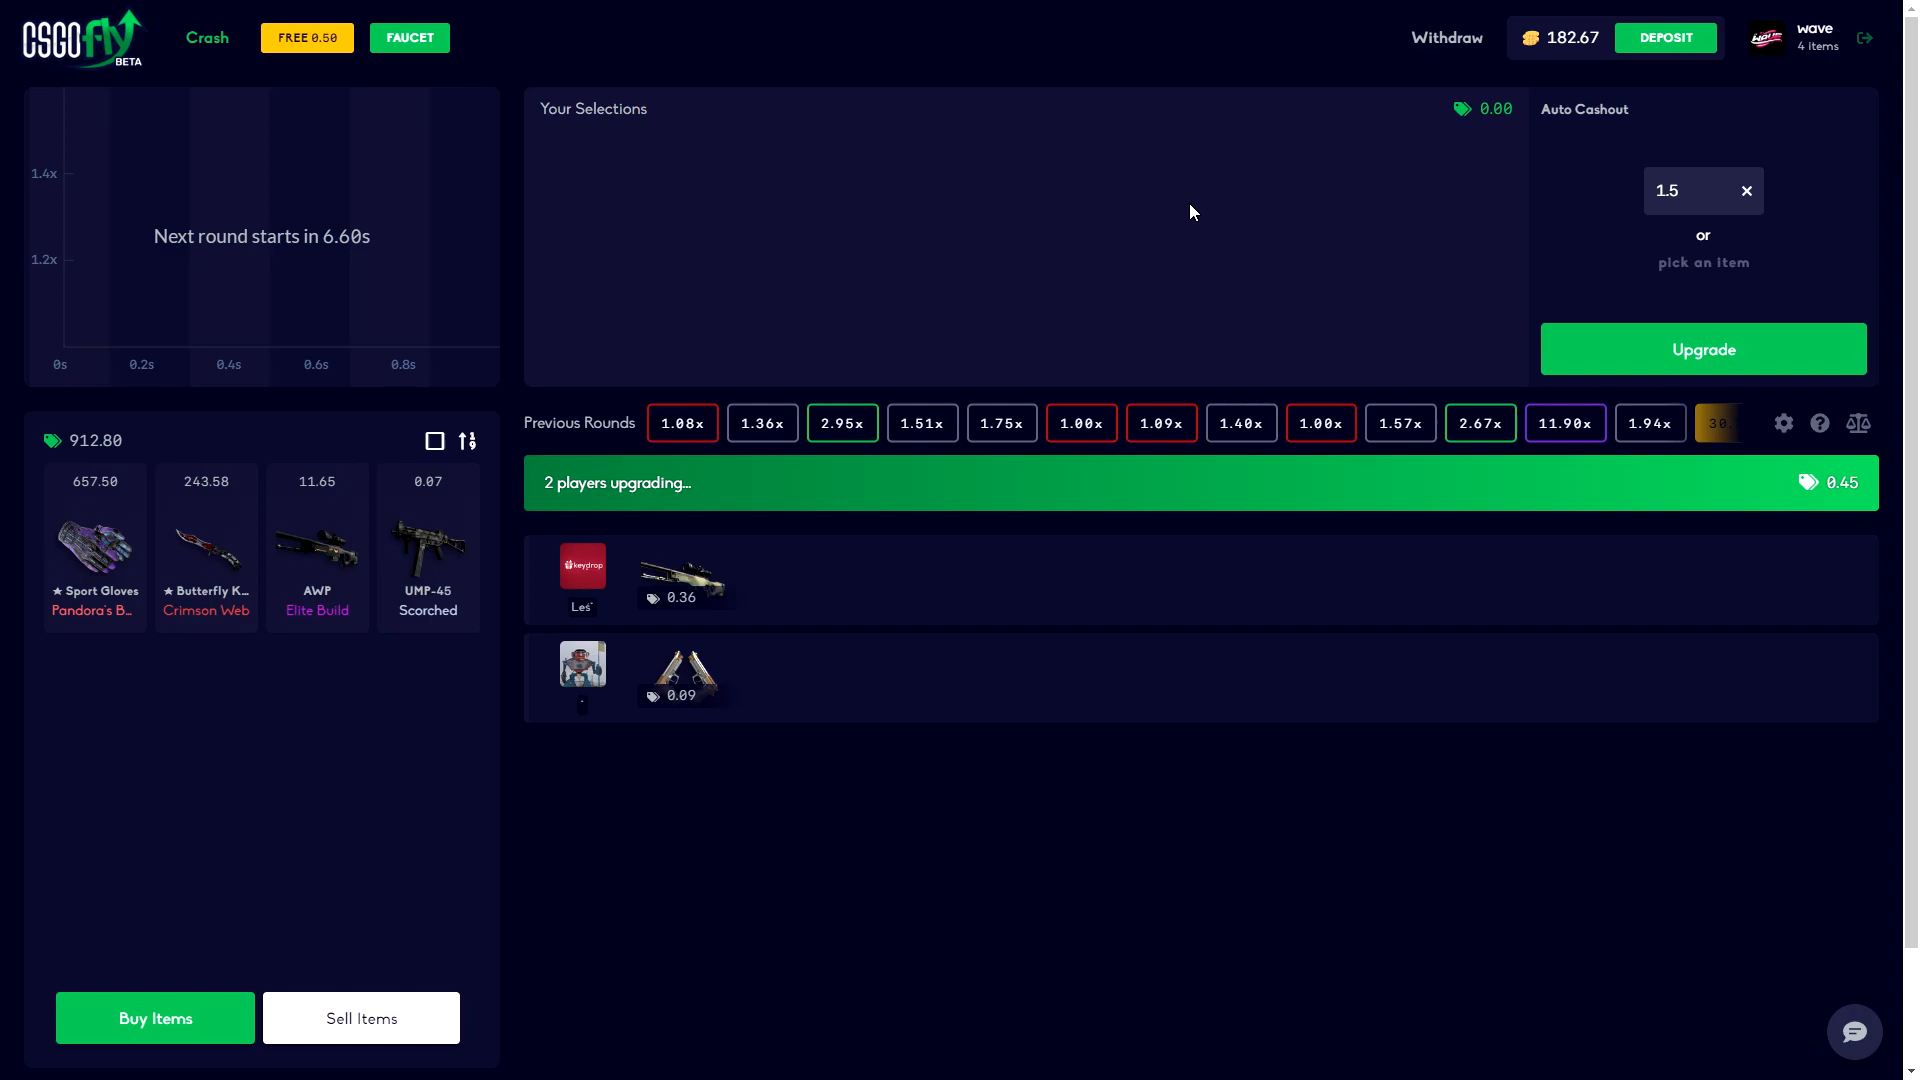 CSGOfly
BETA
Crash
FREE 0.50
FAUCET
Withdraw
182.67
DEPOSIT
wave
4 items
1.4x
1.2x
Next round starts in 6.60s
0s 0.2s 0.4s 0.6s 0.8s
Your Selections
0.00
Auto Cashout
1.5
or
pick an item
Upgrade
Previous Rounds
1.08x 1.36x 2.95x 1.51x 1.75x 1.00x 1.09x 1.40x 1.00x 1.57x 2.67x 11.90x 1.94x 30.
912.80
657.50
★ Sport Gloves
Pandora's B...
243.58
★ Butterfly K...
Crimson Web
11.65
AWP
Elite Build
0.07
UMP-45
Scorched
2 players upgrading...
0.45
keydrop
Les
0.36
0.09
Buy Items
Sell Items